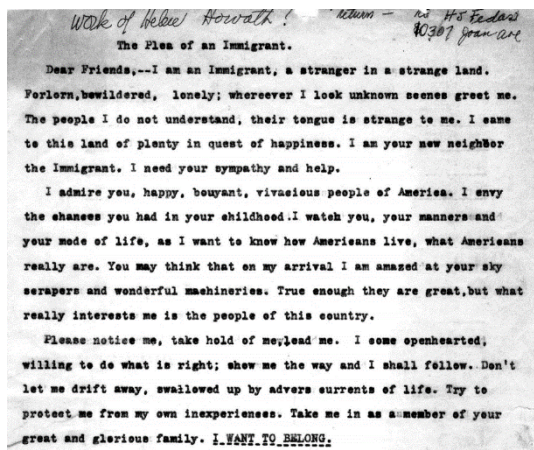 Work of Helen Horvath!
return — to HJ Fedass
10307 Joan ave
The Plea of an Immigrant.
Dear Friends,--I am an Immigrant, a stranger in a strange land.
Forlorn,bewildered, lonely; whereever I look unknown scenes greet me.
The people I do not understand, their tongue is strange to me. I came
to this land of plenty in quest of happiness. I am your new neighbor
the Immigrant. I need your sympathy and help.
I admire you, happy, bouyant, vivacious people of America. I envy
the chances you had in your childhood.I watch you, your manners and
your mode of life, as I want to know how Americans live, what Americans
really are. You may think that on my arrival I am amazed at your sky
scrapers and wonderful machineries. True enough they are great,but what
really interests me is the people of this country.
Please notice me, take hold of me,lead me. I come openhearted,
willing to do what is right; show me the way and I shall follow. Don't
let me drift away, swallowed up by advers currents of life. Try to
protect me from my own inexperiences. Take me in as a member of your
great and glorious family. I WANT TO BELONG.